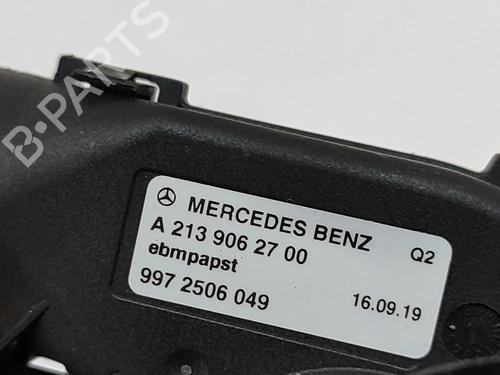 B-PARTS
MERCEDES BENZ
A 213 906 27 00
Q2
ebmpapst
997 2506 049
16.09.19